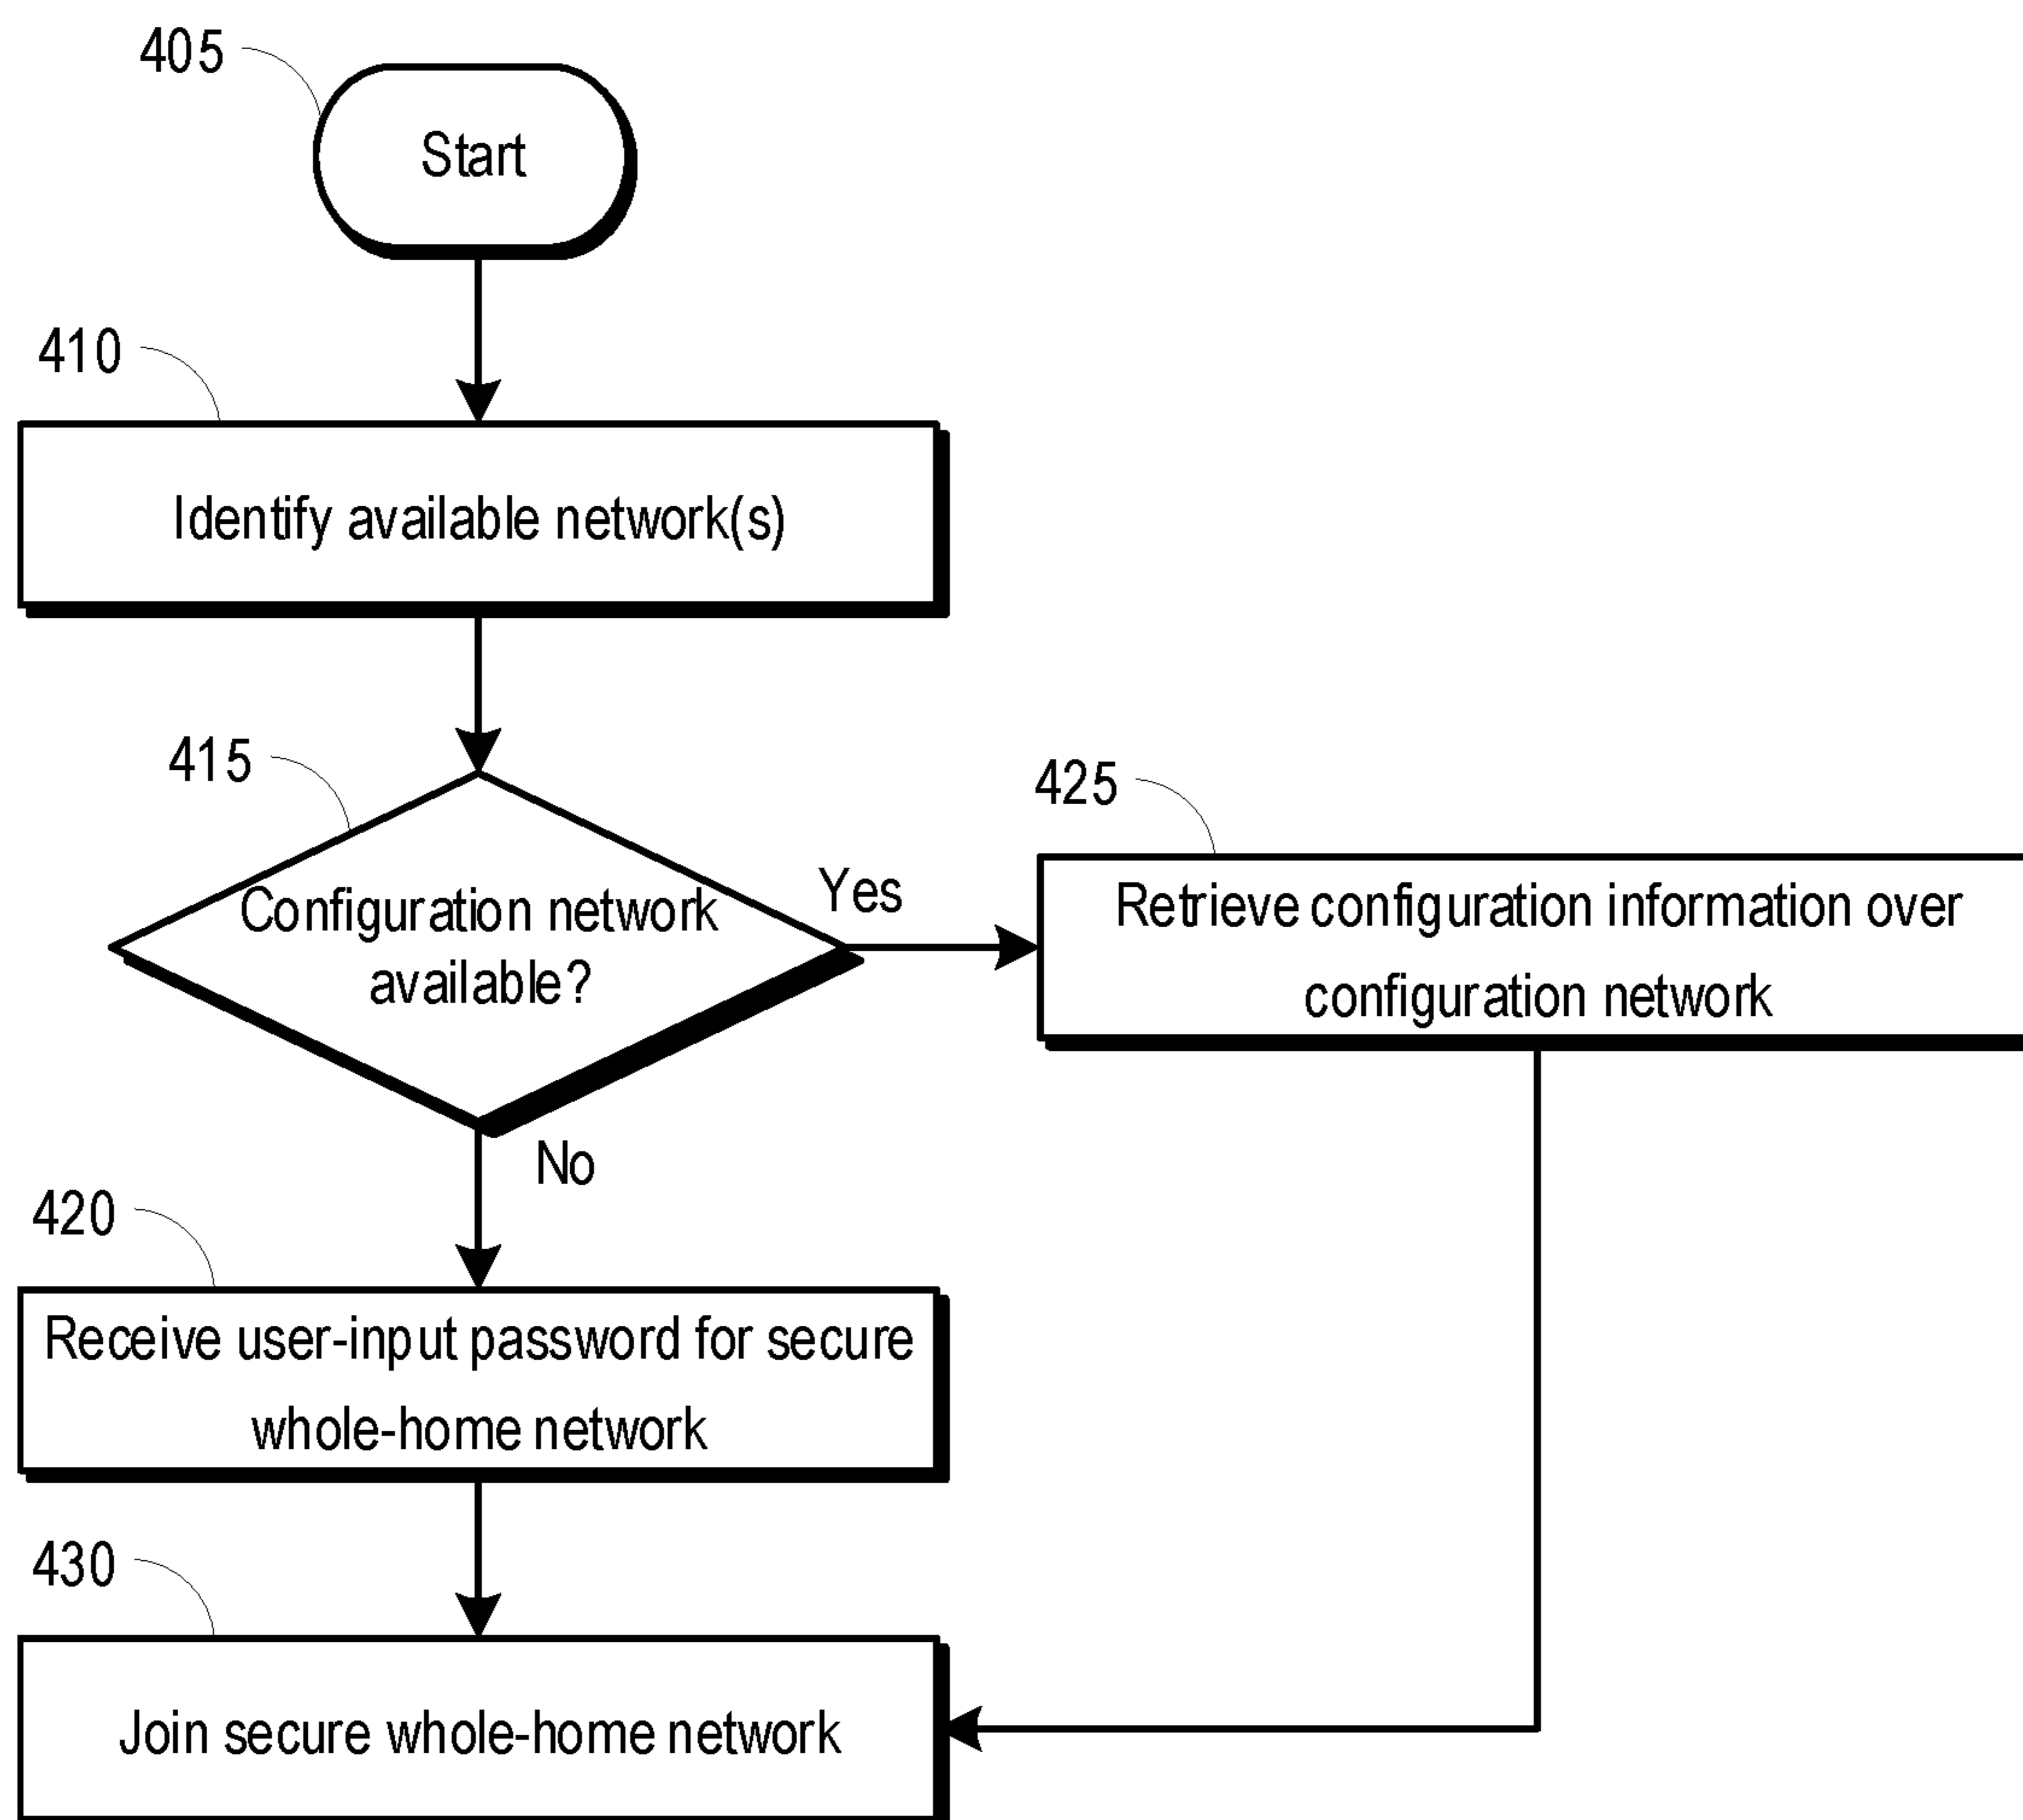 405
Start
410
Identify available network(s)
415
Configuration network
available?
Yes
425
Retrieve configuration information over
configuration network
No
420
Receive user-input password for secure
whole-home network
430
Join secure whole-home network